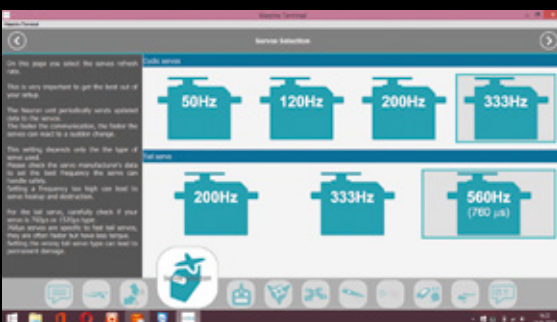 Servos Selection
On this page you select the servos refresh
rate.
This is very important to get the best out of
your setup.
The unit periodically sends updated
data to the servos.
The faster the communication, the faster the
servos can react to a sudden change.
This setting depends only the the type of
servo used.
Please check the servo manufacturer's data
to set the best frequency the servo can
handle safely.
Setting a frequency too high can lead to
servo heatup and destruction.
For the tail servo, carefully check if your
servo is 760µs or 1520µs type
760µs servos are specific to fast tail servos,
they are often faster but have less torque.
Setting the wrong tail servo type can lead to
permanent damage.
Cyclic servos
50Hz
120Hz
200Hz
333Hz
Tail servo
200Hz
333Hz
560Hz
(760 µs)